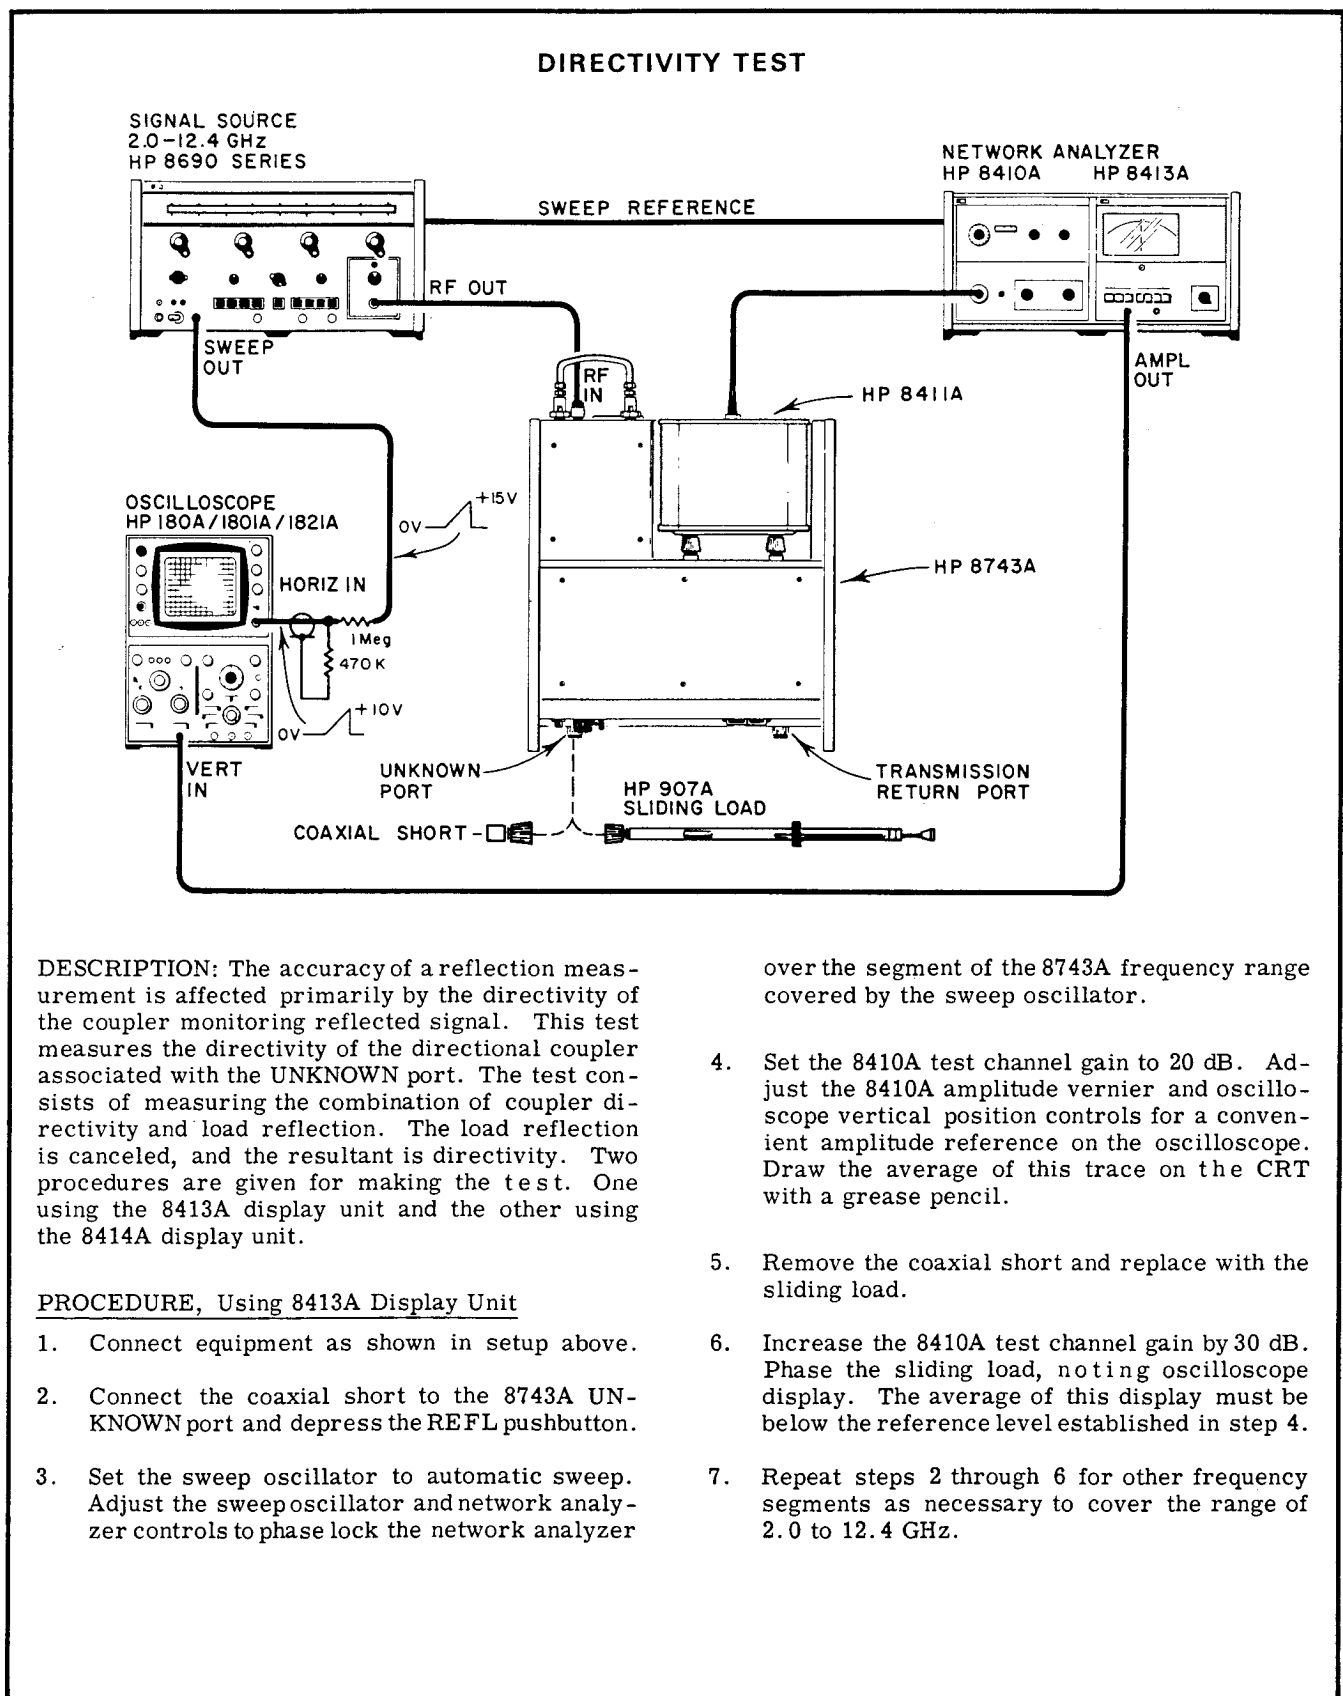 DIRECTIVITY TEST
SIGNAL SOURCE
2.0-12.4 GHz
HP 8690 SERIES
NETWORK ANALYZER
HP 8410A HP 8413A
SWEEP REFERENCE
RF OUT
SWEEP
OUT
RF
IN
AMPL
OUT
HP 8411A
OSCILLOSCOPE
HP 180A/1801A/1821A
+15V
0V
HORIZ IN
HP 8743A
1Meg
470K
+10V
0V
VERT
IN
UNKNOWN
PORT
HP 907A
SLIDING LOAD
TRANSMISSION
RETURN PORT
COAXIAL SHORT
DESCRIPTION: The accuracy of a reflection meas-
urement is affected primarily by the directivity of
the coupler monitoring reflected signal. This test
measures the directivity of the directional coupler
associated with the UNKNOWN port. The test con-
sists of measuring the combination of coupler di-
rectivity and load reflection. The load reflection
is canceled, and the resultant is directivity. Two
procedures are given for making the test. One
using the 8413A display unit and the other using
the 8414A display unit.
PROCEDURE, Using 8413A Display Unit
1. Connect equipment as shown in setup above.
2. Connect the coaxial short to the 8743A UN-
KNOWN port and depress the REFL pushbutton.
3. Set the sweep oscillator to automatic sweep.
Adjust the sweep oscillator and network analy-
zer controls to phase lock the network analyzer
over the segment of the 8743A frequency range
covered by the sweep oscillator.
4. Set the 8410A test channel gain to 20 dB. Ad-
just the 8410A amplitude vernier and oscillo-
scope vertical position controls for a conven-
ient amplitude reference on the oscilloscope.
Draw the average of this trace on the CRT
with a grease pencil.
5. Remove the coaxial short and replace with the
sliding load.
6. Increase the 8410A test channel gain by 30 dB.
Phase the sliding load, noting oscilloscope
display. The average of this display must be
below the reference level established in step 4.
7. Repeat steps 2 through 6 for other frequency
segments as necessary to cover the range of
2.0 to 12.4 GHz.